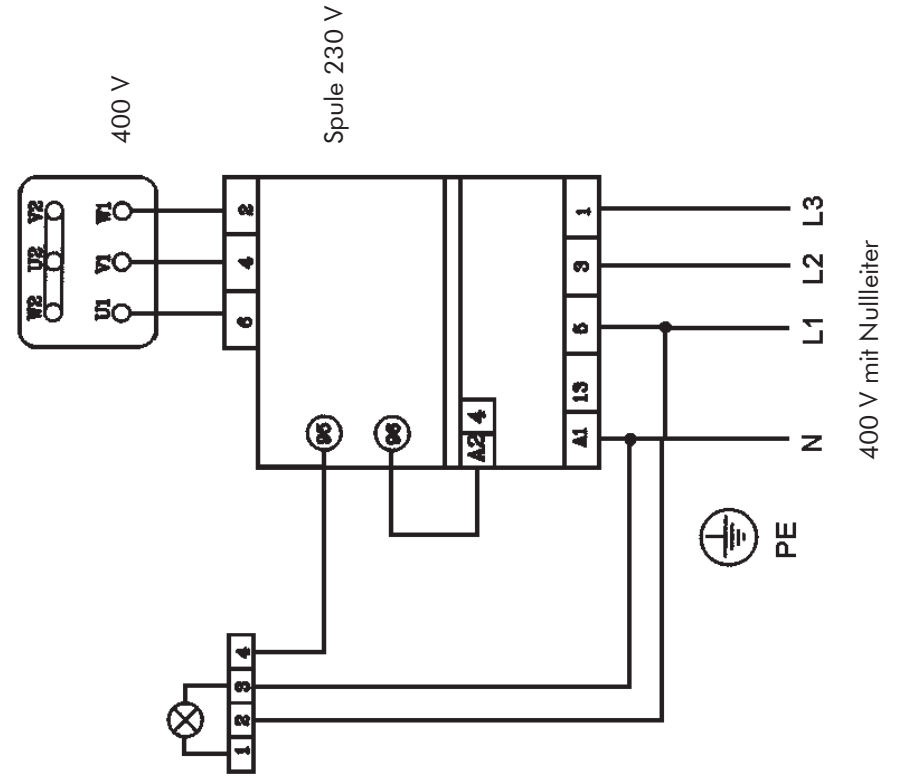 400 V
Spule 230 V
W2 U2 V2
U1 V1 W1
6 4 2
95
96
A2 4
A1 13 5 3 1
1 2 3 4
N L1 L2 L3
PE
400 V mit Nullleiter